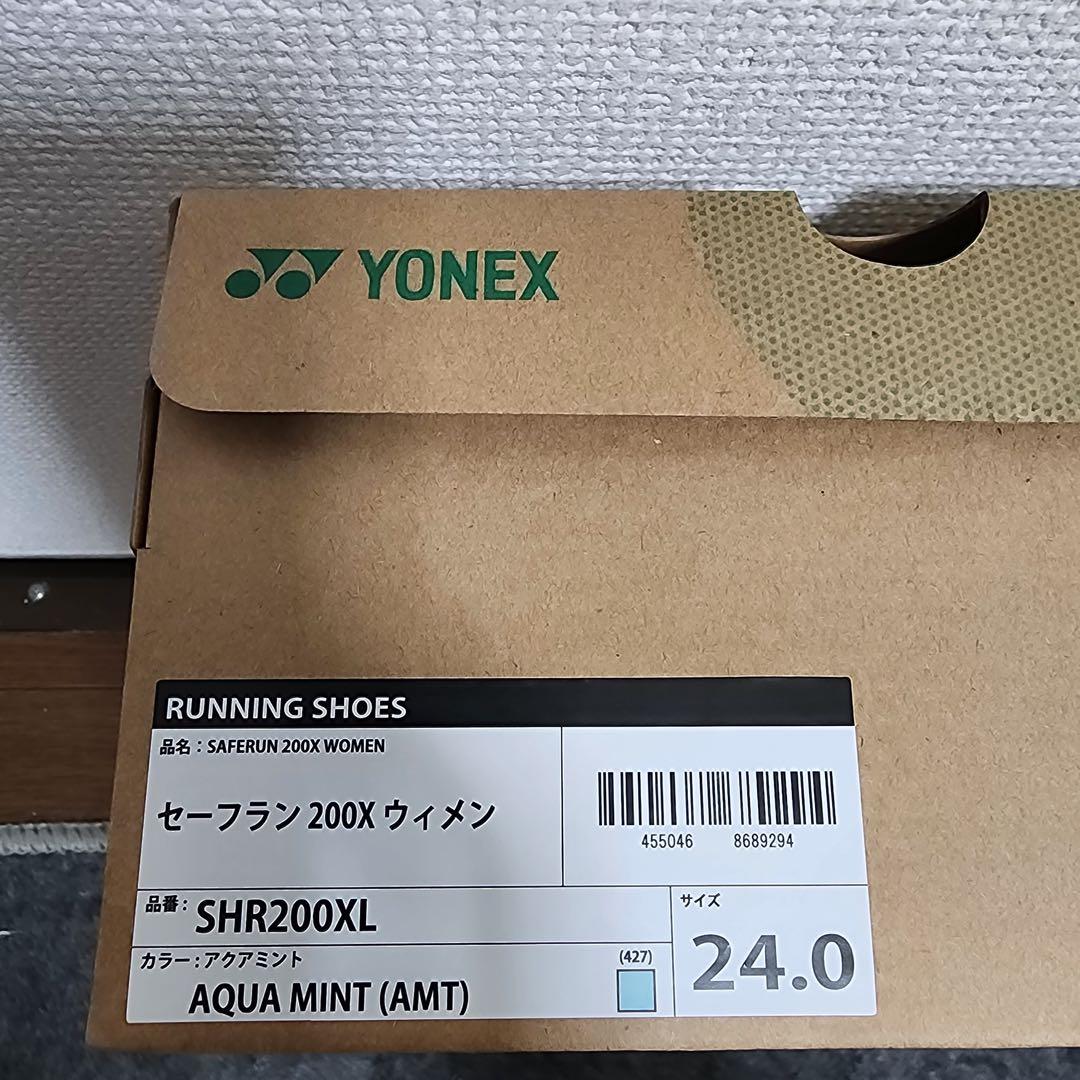 YONEX
RUNNING SHOES
品名：SAFERUN 200X WOMEN
セーフラン 200X ウィメン
455046 8689294
品番：SHR200XL
サイズ
24.0
カラー：アクアミント
(427)
AQUA MINT (AMT)